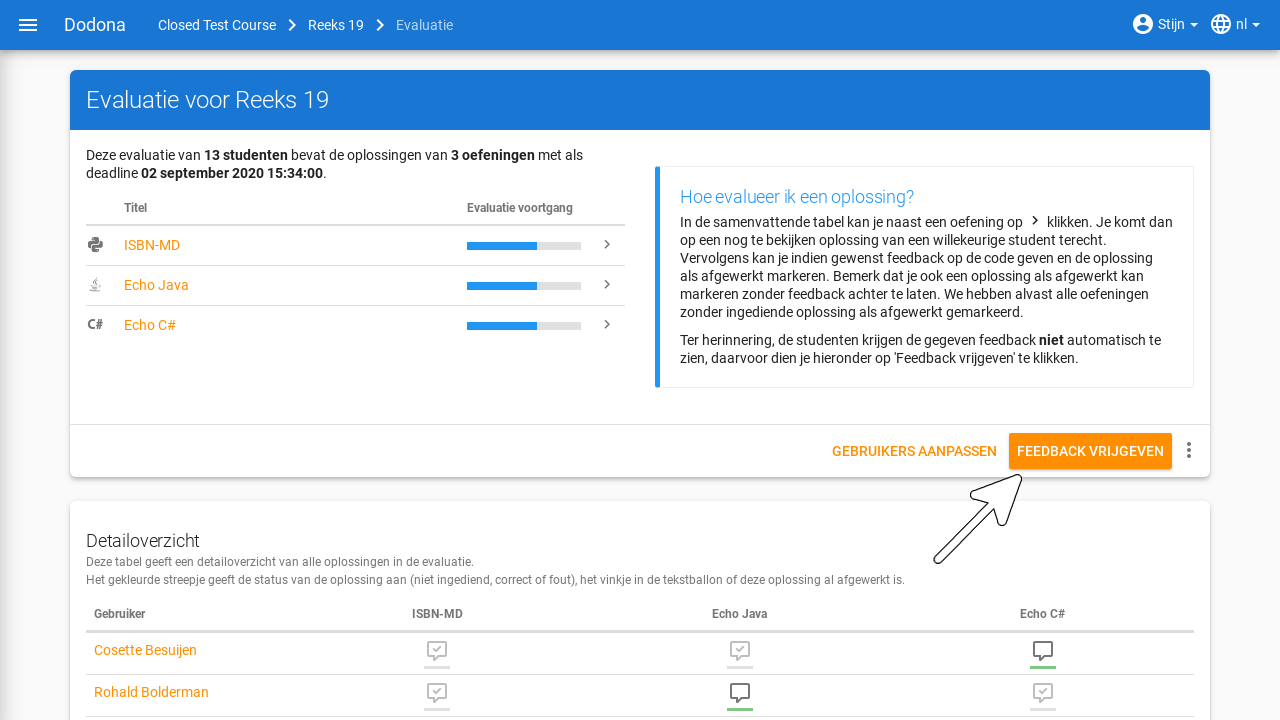 Dodona
Closed Test Course
Reeks 19
Evaluatie
Stijn
nl
Evaluatie voor Reeks 19
Deze evaluatie van 13 studenten bevat de oplossingen van 3 oefeningen met als
deadline 02 september 2020 15:34:00.
Titel
Evaluatie voortgang
ISBN-MD
Echo Java
C#
Echo C#
Hoe evalueer ik een oplossing?
In de samenvattende tabel kan je naast een oefening op > klikken. Je komt dan
op een nog te bekijken oplossing van een willekeurige student terecht.
Vervolgens kan je indien gewenst feedback op de code geven en de oplossing
als afgewerkt markeren. Bemerk dat je ook een oplossing als afgewerkt kan
markeren zonder feedback achter te laten. We hebben alvast alle oefeningen
zonder ingediende oplossing als afgewerkt gemarkeerd.
Ter herinnering, de studenten krijgen de gegeven feedback niet automatisch te
zien, daarvoor dien je hieronder op 'Feedback vrijgeven' te klikken.
GEBRUIKERS AANPASSEN
FEEDBACK VRIJGEVEN
Detailoverzicht
Deze tabel geeft een detailoverzicht van alle oplossingen in de evaluatie.
Het gekleurde streepje geeft de status van de oplossing aan (niet ingediend, correct of fout), het vinkje in de tekstballon of deze oplossing al afgewerkt is.
Gebruiker
ISBN-MD
Echo Java
Echo C#
Cosette Besuijen
Rohald Bolderman